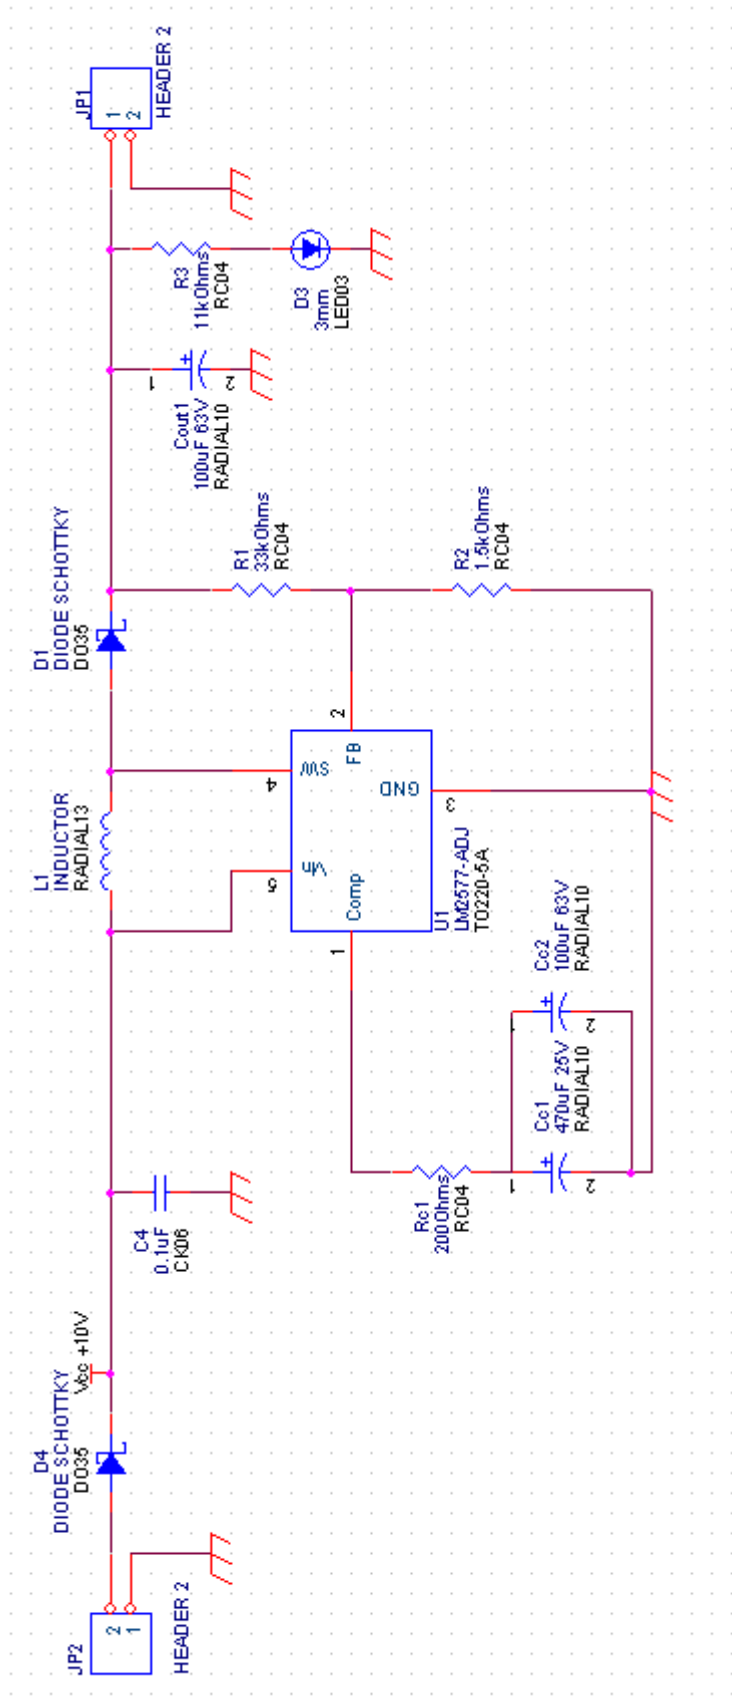 JP1
1
2
HEADER 2
R3
11kOhms
RC04
D3
3mm
LED03
1
2
Cout1
100uF 63V
RADIAL10
D1
DIODE SCHOTTKY
DO35
R1
33kOhms
RC04
R2
1.5kOhms
RC04
L1
INDUCTOR
RADIAL13
4
SW
2
FB
GND
3
5
Vin
Comp
1
U1
LM2577-ADJ
TO220-5A
Cc2
100uF 63V
RADIAL10
1
2
Cc1
470uF 25V
RADIAL10
1
2
Rc1
200Ohms
RC04
C4
0.1uF
CK06
Vcc +10V
D4
DIODE SCHOTTKY
DO35
JP2
2
1
HEADER 2